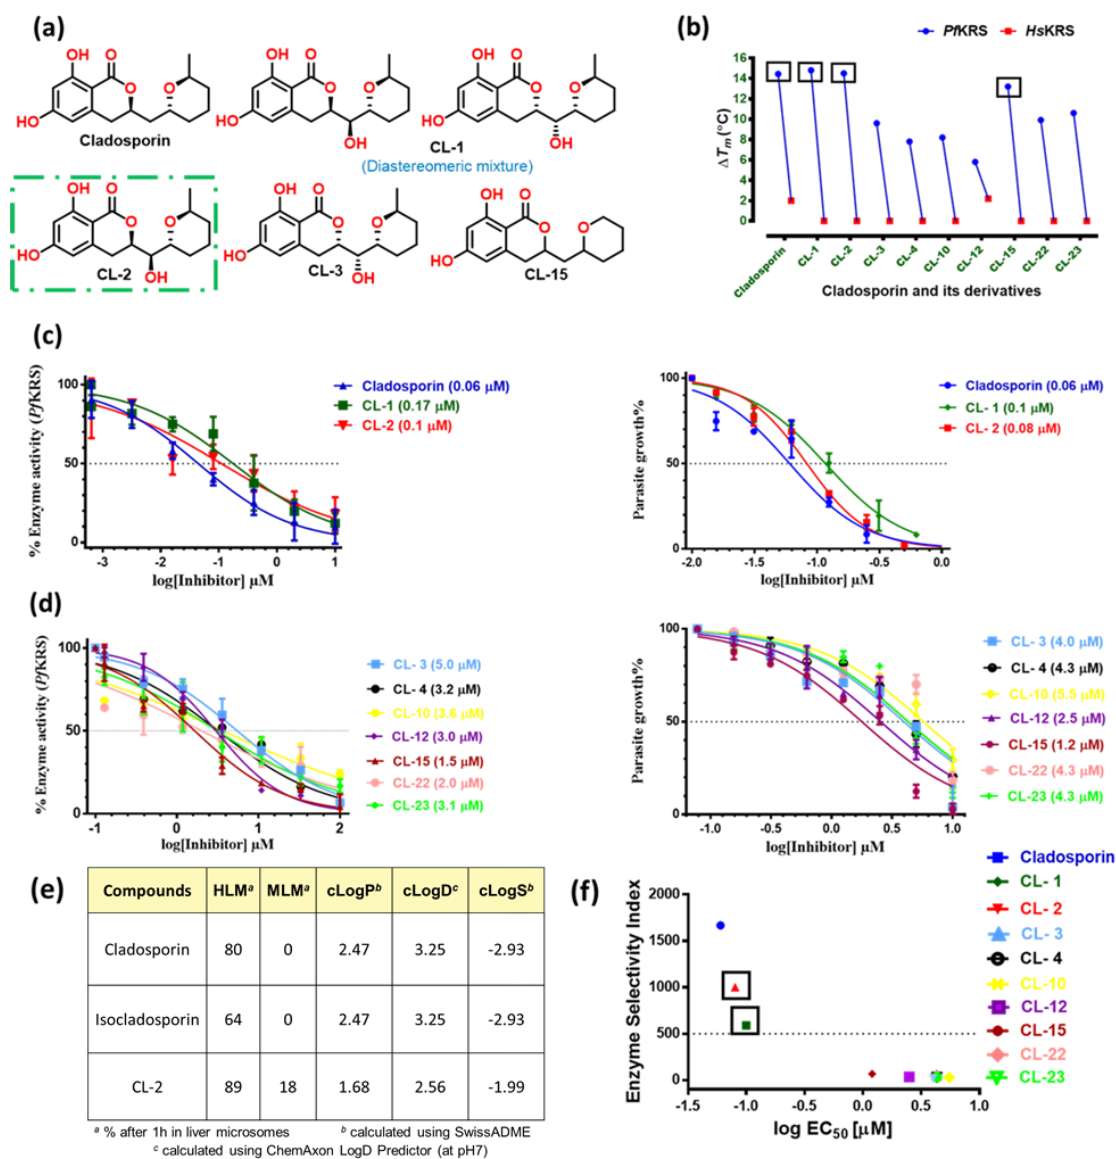 (a)
OH O
O O
HO
Cladosporin
OH O
O O
HO
OH
OH O
O O
HO
OH
CL-1
(Diastereomeric mixture)
OH O
O O
HO
OH
CL-2
OH O
O O
HO
OH
CL-3
OH O
O O
HO
CL-15
(b)
PfKRS HsKRS
ΔTm (°C)
16
14
12
10
8
6
4
2
0
Cladosporin CL-1 CL-2 CL-3 CL-4 CL-10 CL-12 CL-15 CL-22 CL-23
Cladosporin and its derivatives
(c)
% Enzyme activity (PfKRS)
100
50
0
-3 -2 -1 0 1
log[Inhibitor] μM
Cladosporin (0.06 μM)
CL-1 (0.17 μM)
CL-2 (0.1 μM)
Parasite growth%
100
50
0
-2.0 -1.5 -1.0 -0.5 0.0
log[Inhibitor] μM
Cladosporin (0.06 μM)
CL- 1 (0.1 μM)
CL- 2 (0.08 μM)
(d)
% Enzyme activity (PfKRS)
100
50
0
-1 0 1 2
log[Inhibitor] μM
CL- 3 (5.0 μM)
CL- 4 (3.2 μM)
CL-10 (3.6 μM)
CL-12 (3.0 μM)
CL-15 (1.5 μM)
CL-22 (2.0 μM)
CL-23 (3.1 μM)
Parasite growth%
100
50
0
-1.0 -0.5 0.0 0.5 1.0
log[Inhibitor] μM
CL- 3 (4.0 μM)
CL- 4 (4.3 μM)
CL-10 (5.5 μM)
CL-12 (2.5 μM)
CL-15 (1.2 μM)
CL-22 (4.3 μM)
CL-23 (4.3 μM)
(e)
Compounds HLMa MLMa cLogPb cLogDc cLogSb
Cladosporin 80 0 2.47 3.25 -2.93
Isocladosporin 64 0 2.47 3.25 -2.93
CL-2 89 18 1.68 2.56 -1.99
a % after 1h in liver microsomes b calculated using SwissADME
c calculated using ChemAxon LogD Predictor (at pH7)
(f)
Enzyme Selectivity Index
2000
1500
1000
500
0
-1.5 -1.0 -0.5 0.0 0.5 1.0
log EC50 [μM]
Cladosporin
CL- 1
CL- 2
CL- 3
CL- 4
CL-10
CL-12
CL-15
CL-22
CL-23